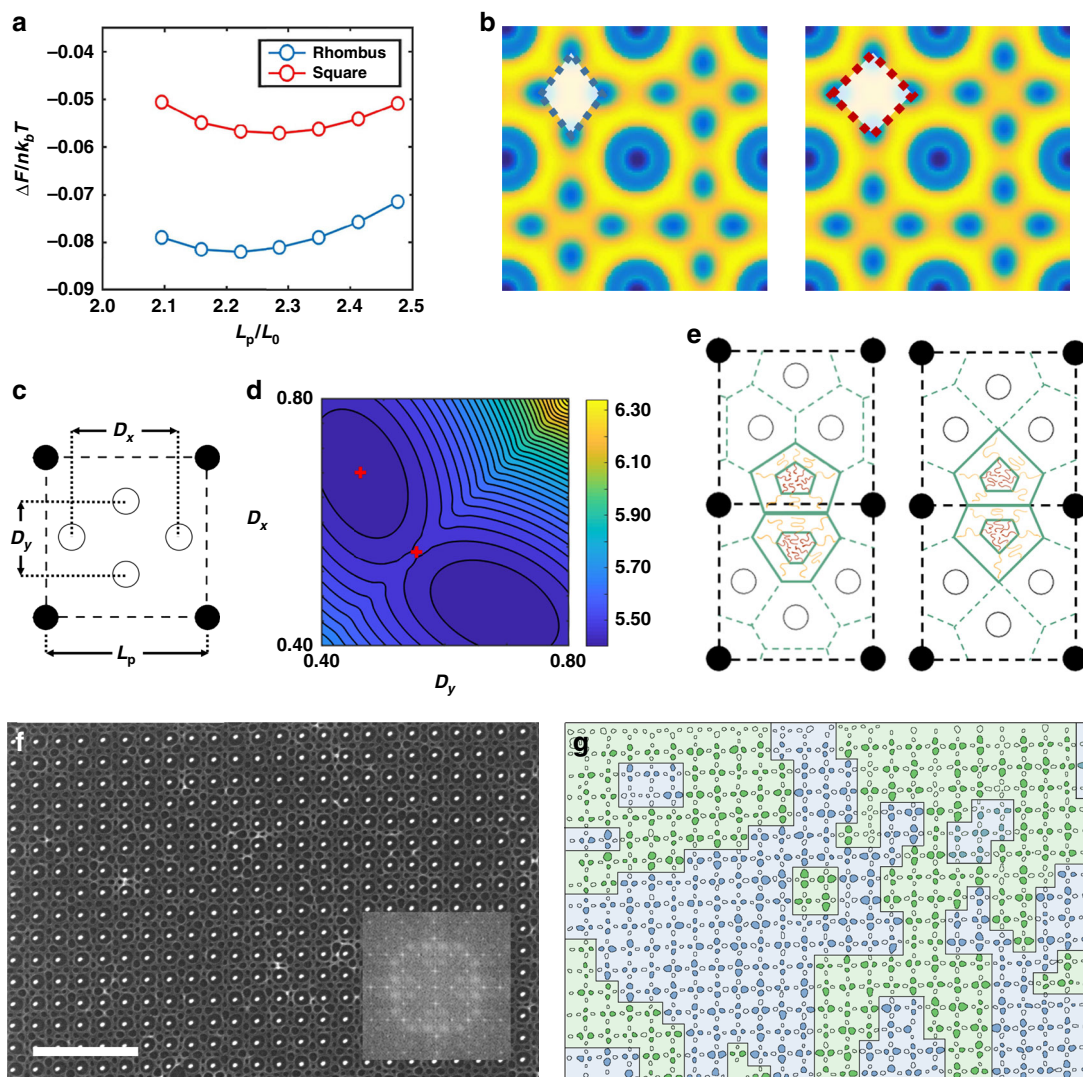 a
−0.04
−0.05
−0.06
−0.07
−0.08
−0.09
ΔF/nk_bT
Rhombus
Square
2.0 2.1 2.2 2.3 2.4 2.5
L_p/L_0
b
c
D_x
D_y
L_p
d
0.80
D_x
0.40
0.40 0.80
D_y
6.30
6.10
5.90
5.70
5.50
e
f
g